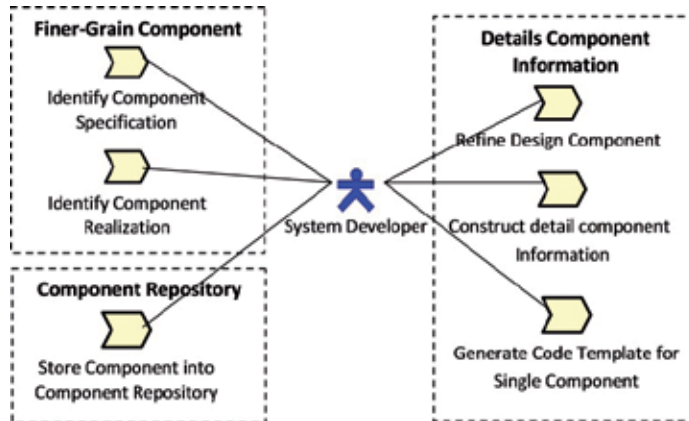 Finer-Grain Component
Identify Component
Specification
Identify Component
Realization
Component Repository
Store Component into
Component Repository
System Developer
Details Component
Information
Refine Design Component
Construct detail component
Information
Generate Code Template for
Single Component